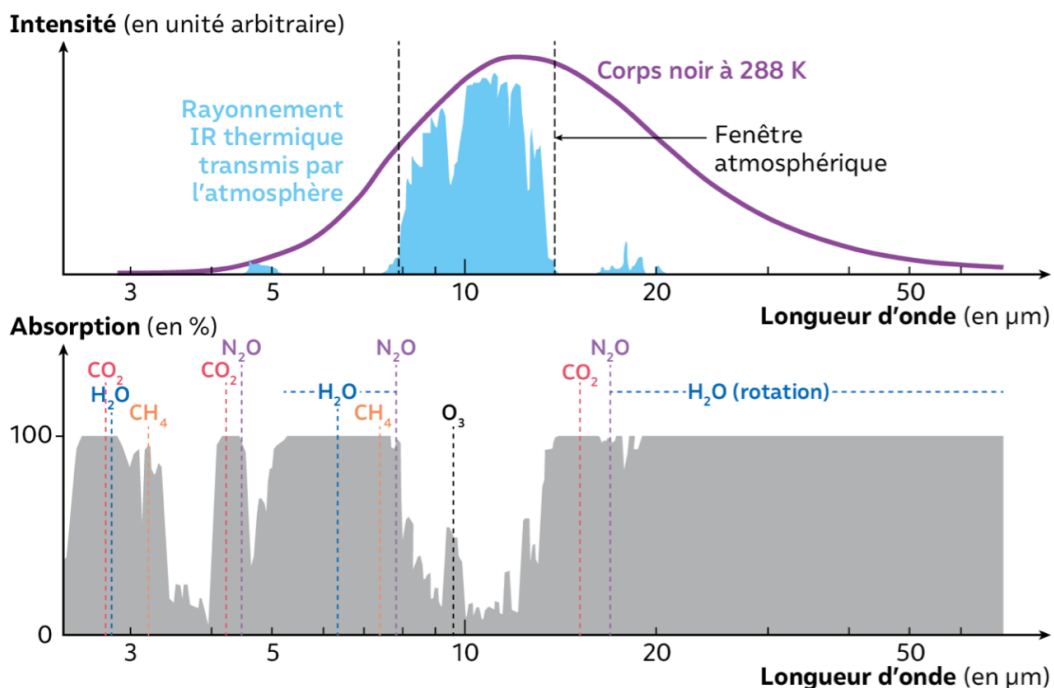 Intensité (en unité arbitraire)
Corps noir à 288 K
Rayonnement
IR thermique
transmis par
l'atmosphère
Fenêtre
atmosphérique
3 5 10 20 50
Longueur d'onde (en µm)
Absorption (en %)
N₂O N₂O N₂O
CO₂ CO₂ CO₂
H₂O H₂O H₂O (rotation)
CH₄ CH₄ O₃
100
0
3 5 10 20 50
Longueur d'onde (en µm)